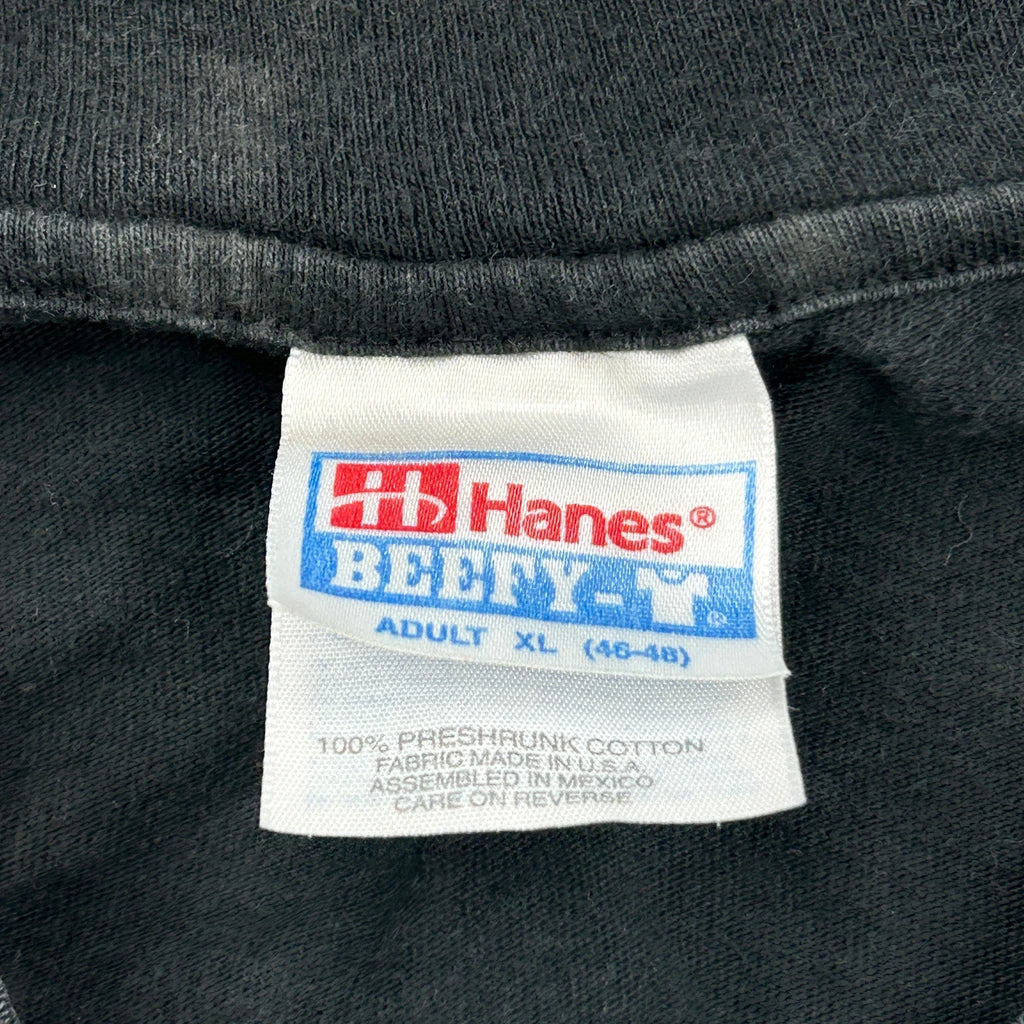 Hanes®
BEEFY-T®
ADULT XL (46-48)
100% PRESHRUNK COTTON
FABRIC MADE IN U.S.A.
ASSEMBLED IN MEXICO
CARE ON REVERSE